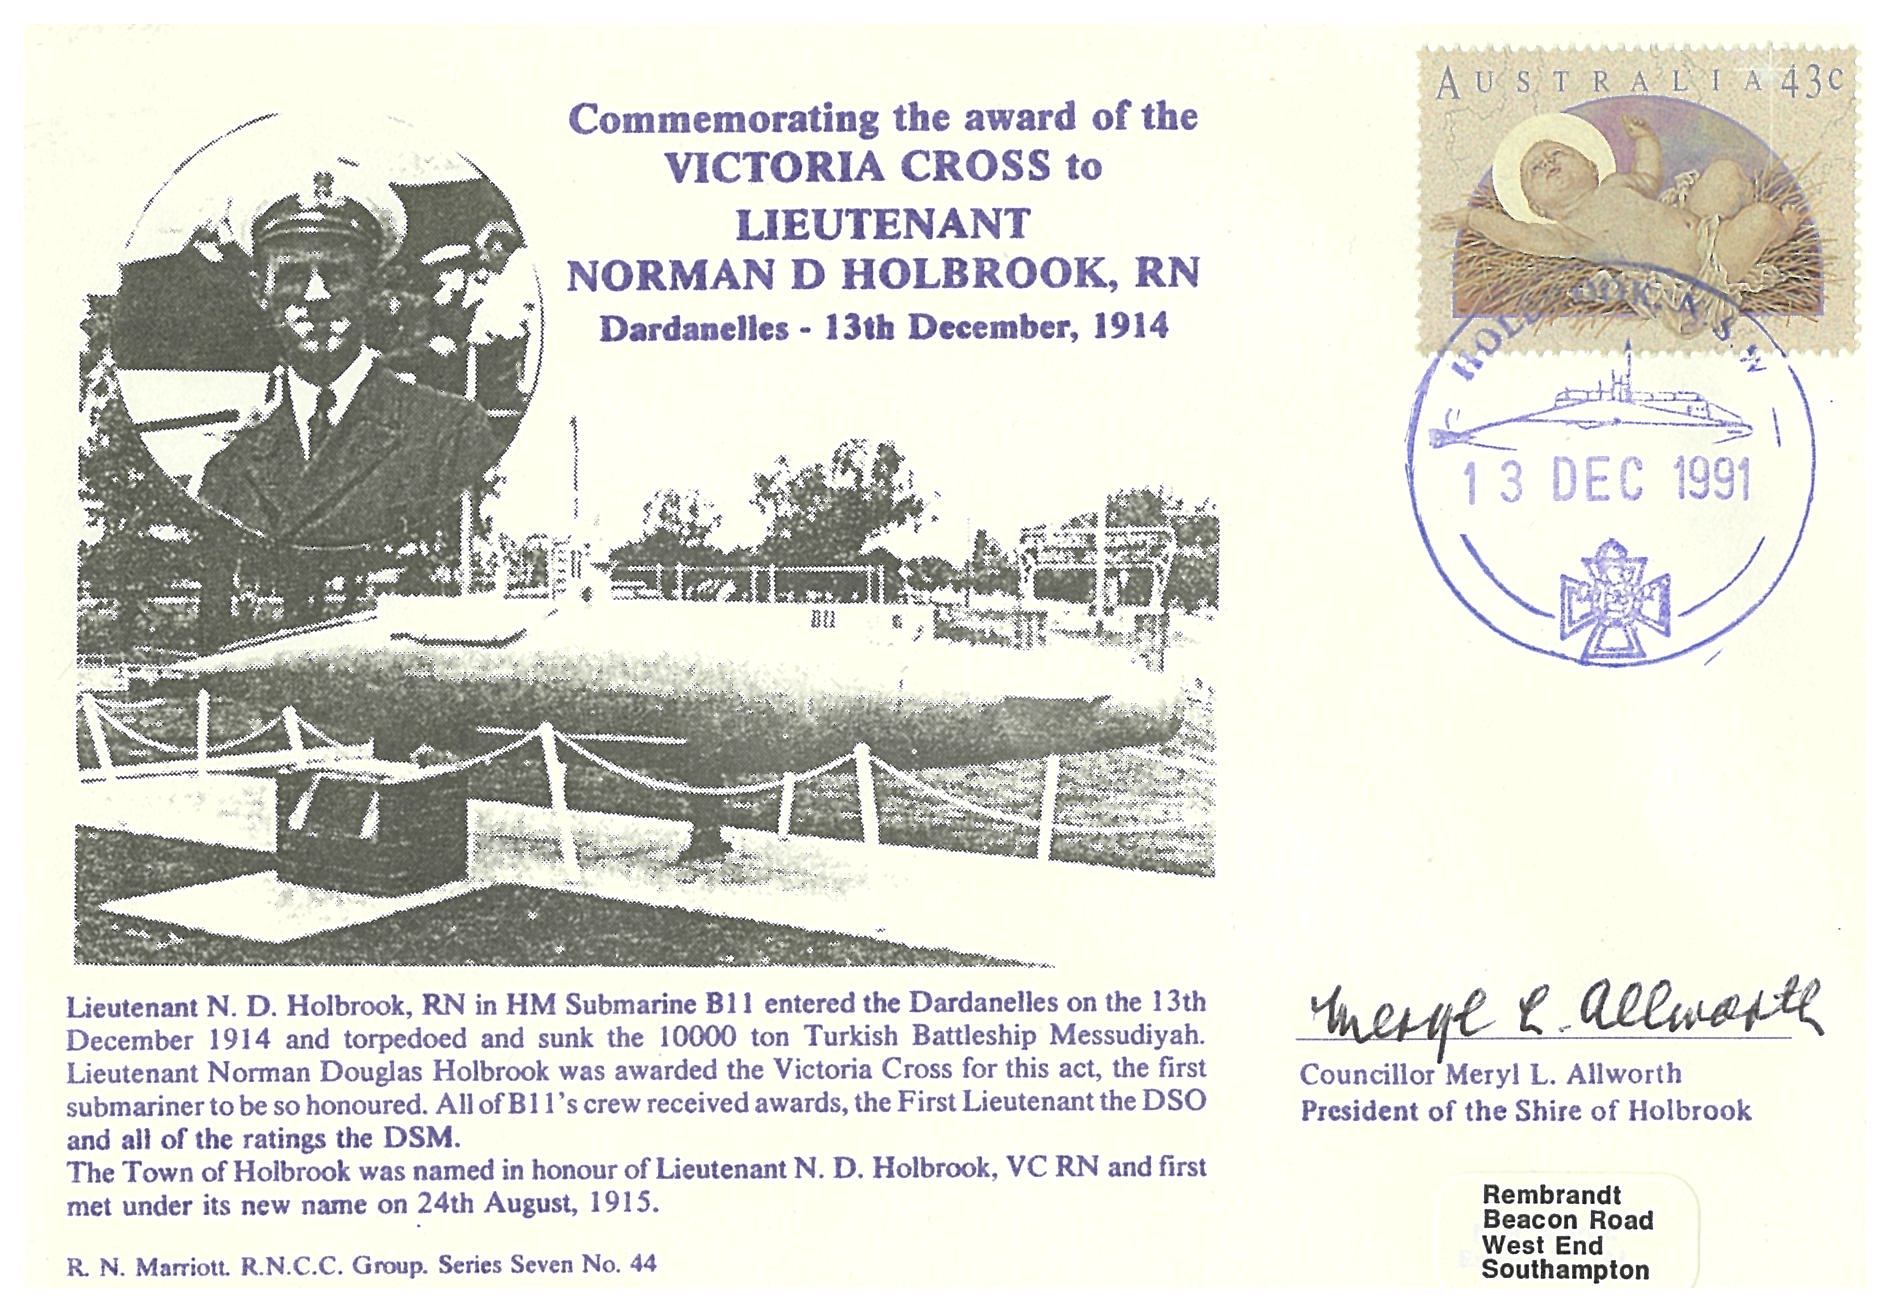 Commemorating the award of the
VICTORIA CROSS to
LIEUTENANT
NORMAN D HOLBROOK, RN
Dardanelles - 13th December, 1914
AUSTRALIA 43c
HOLBROOK N.S.W
13 DEC 1991
B11
Lieutenant N. D. Holbrook, RN in HM Submarine B11 entered the Dardanelles on the 13th
December 1914 and torpedoed and sunk the 10000 ton Turkish Battleship Messudiyah.
Lieutenant Norman Douglas Holbrook was awarded the Victoria Cross for this act, the first
submariner to be so honoured. All of B11's crew received awards, the First Lieutenant the DSO
and all of the ratings the DSM.
The Town of Holbrook was named in honour of Lieutenant N. D. Holbrook, VC RN and first
met under its new name on 24th August, 1915.
R. N. Marriott. R.N.C.C. Group. Series Seven No. 44
Meryl L. Allworth
Councillor Meryl L. Allworth
President of the Shire of Holbrook
Rembrandt
Beacon Road
West End
Southampton